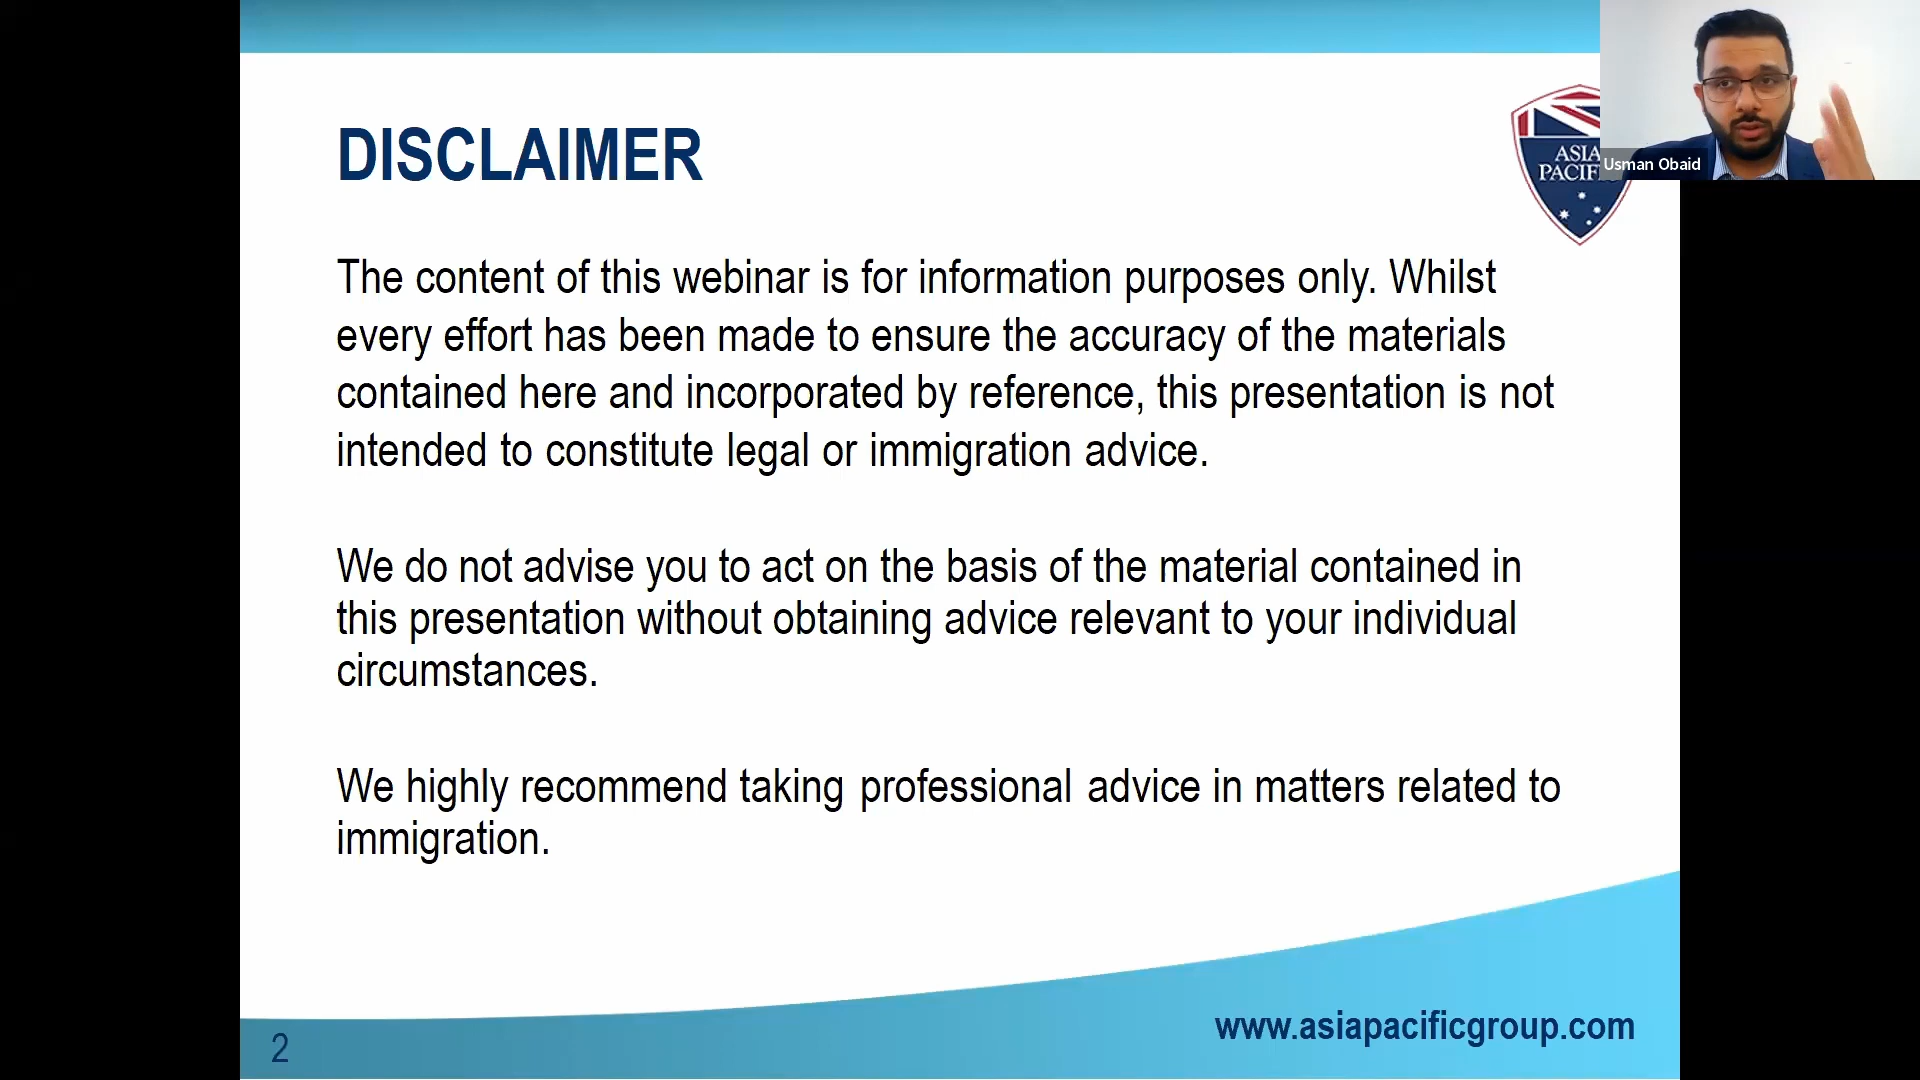 DISCLAIMER
ASIA
PACIFIC
Usman Obaid
The content of this webinar is for information purposes only. Whilst
every effort has been made to ensure the accuracy of the materials
contained here and incorporated by reference, this presentation is not
intended to constitute legal or immigration advice.
We do not advise you to act on the basis of the material contained in
this presentation without obtaining advice relevant to your individual
circumstances.
We highly recommend taking professional advice in matters related to
immigration.
www.asiapacificgroup.com
2